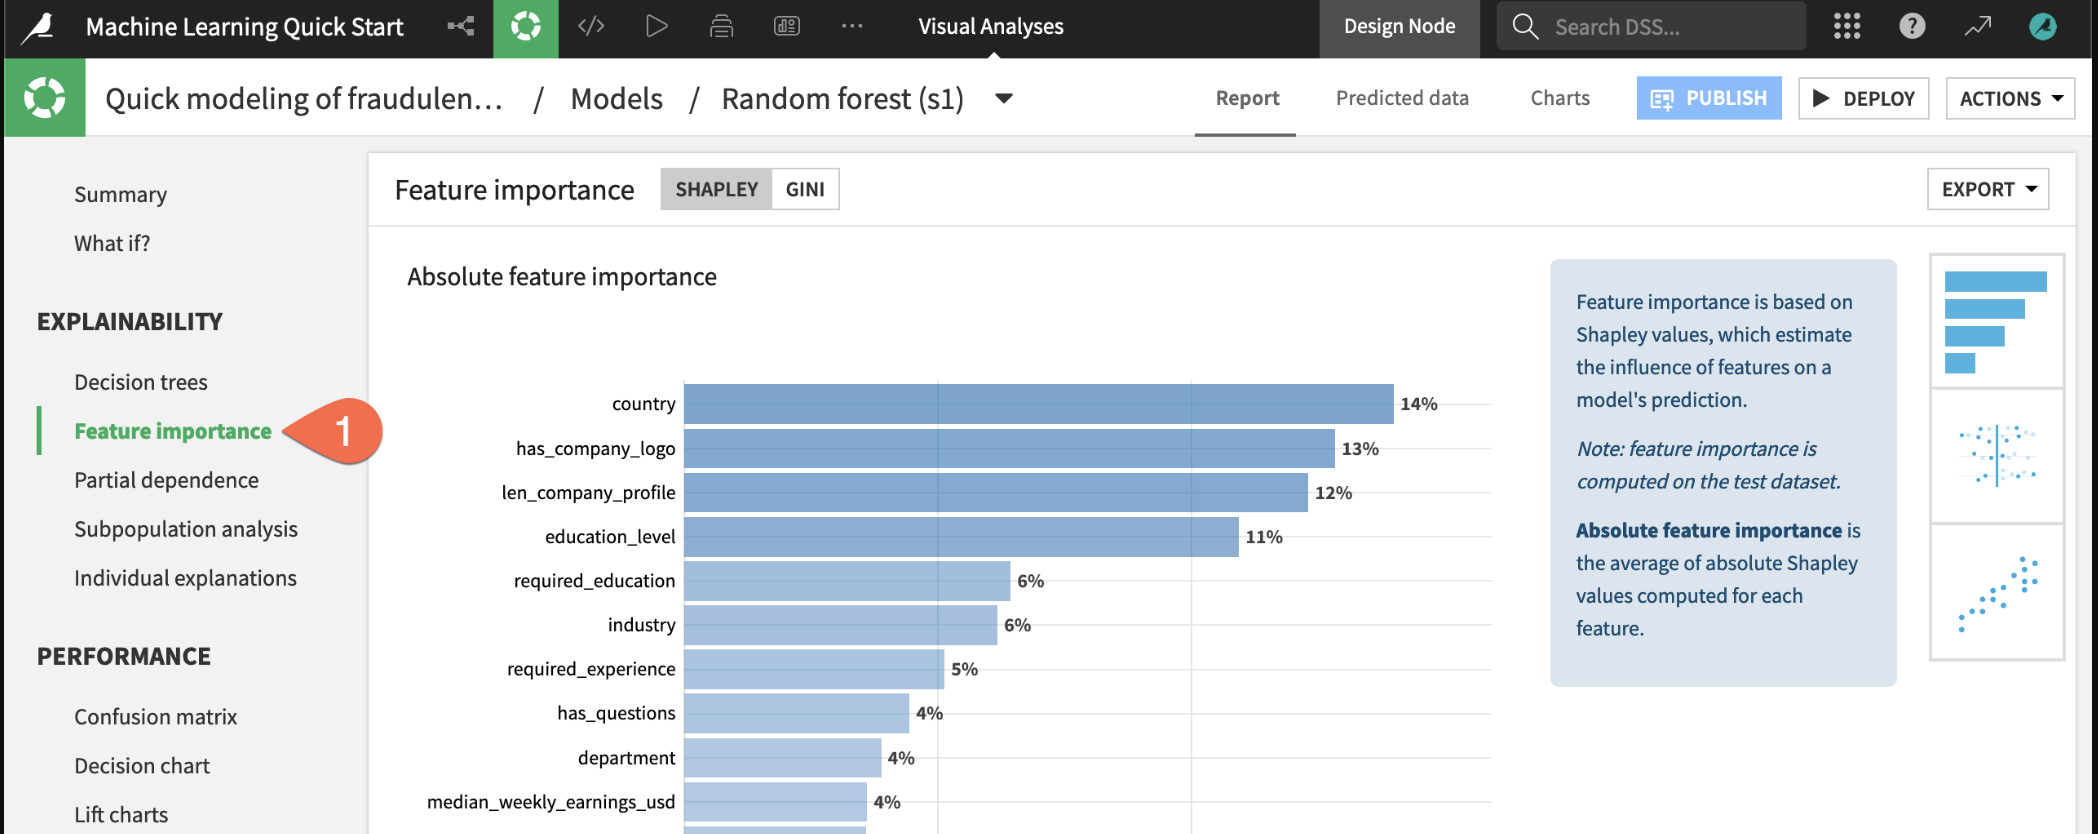 Machine Learning Quick Start
Visual Analyses
Design Node
Search DSS...
Quick modeling of fraudulen... / Models / Random forest (s1)
Report
Predicted data
Charts
PUBLISH
DEPLOY
ACTIONS
Summary
What if?
EXPLAINABILITY
Decision trees
Feature importance
1
Partial dependence
Subpopulation analysis
Individual explanations
PERFORMANCE
Confusion matrix
Decision chart
Lift charts
Feature importance
SHAPLEY
GINI
EXPORT
Absolute feature importance
country 14%
has_company_logo 13%
len_company_profile 12%
education_level 11%
required_education 6%
industry 6%
required_experience 5%
has_questions 4%
department 4%
median_weekly_earnings_usd 4%
Feature importance is based on
Shapley values, which estimate
the influence of features on a
model's prediction.
Note: feature importance is
computed on the test dataset.
Absolute feature importance is
the average of absolute Shapley
values computed for each
feature.